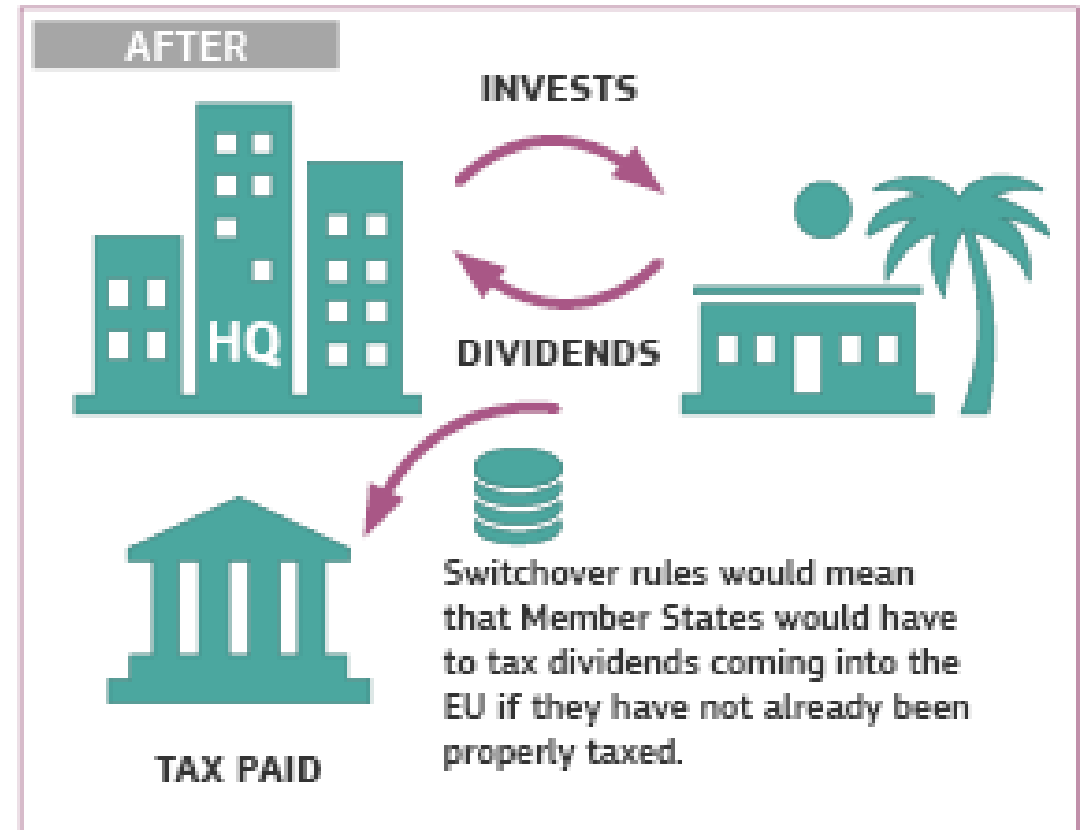 AFTER
INVESTS
HQ
DIVIDENDS
Switchover rules would mean
that Member States would have
to tax dividends coming into the
EU if they have not already been
properly taxed.
TAX PAID